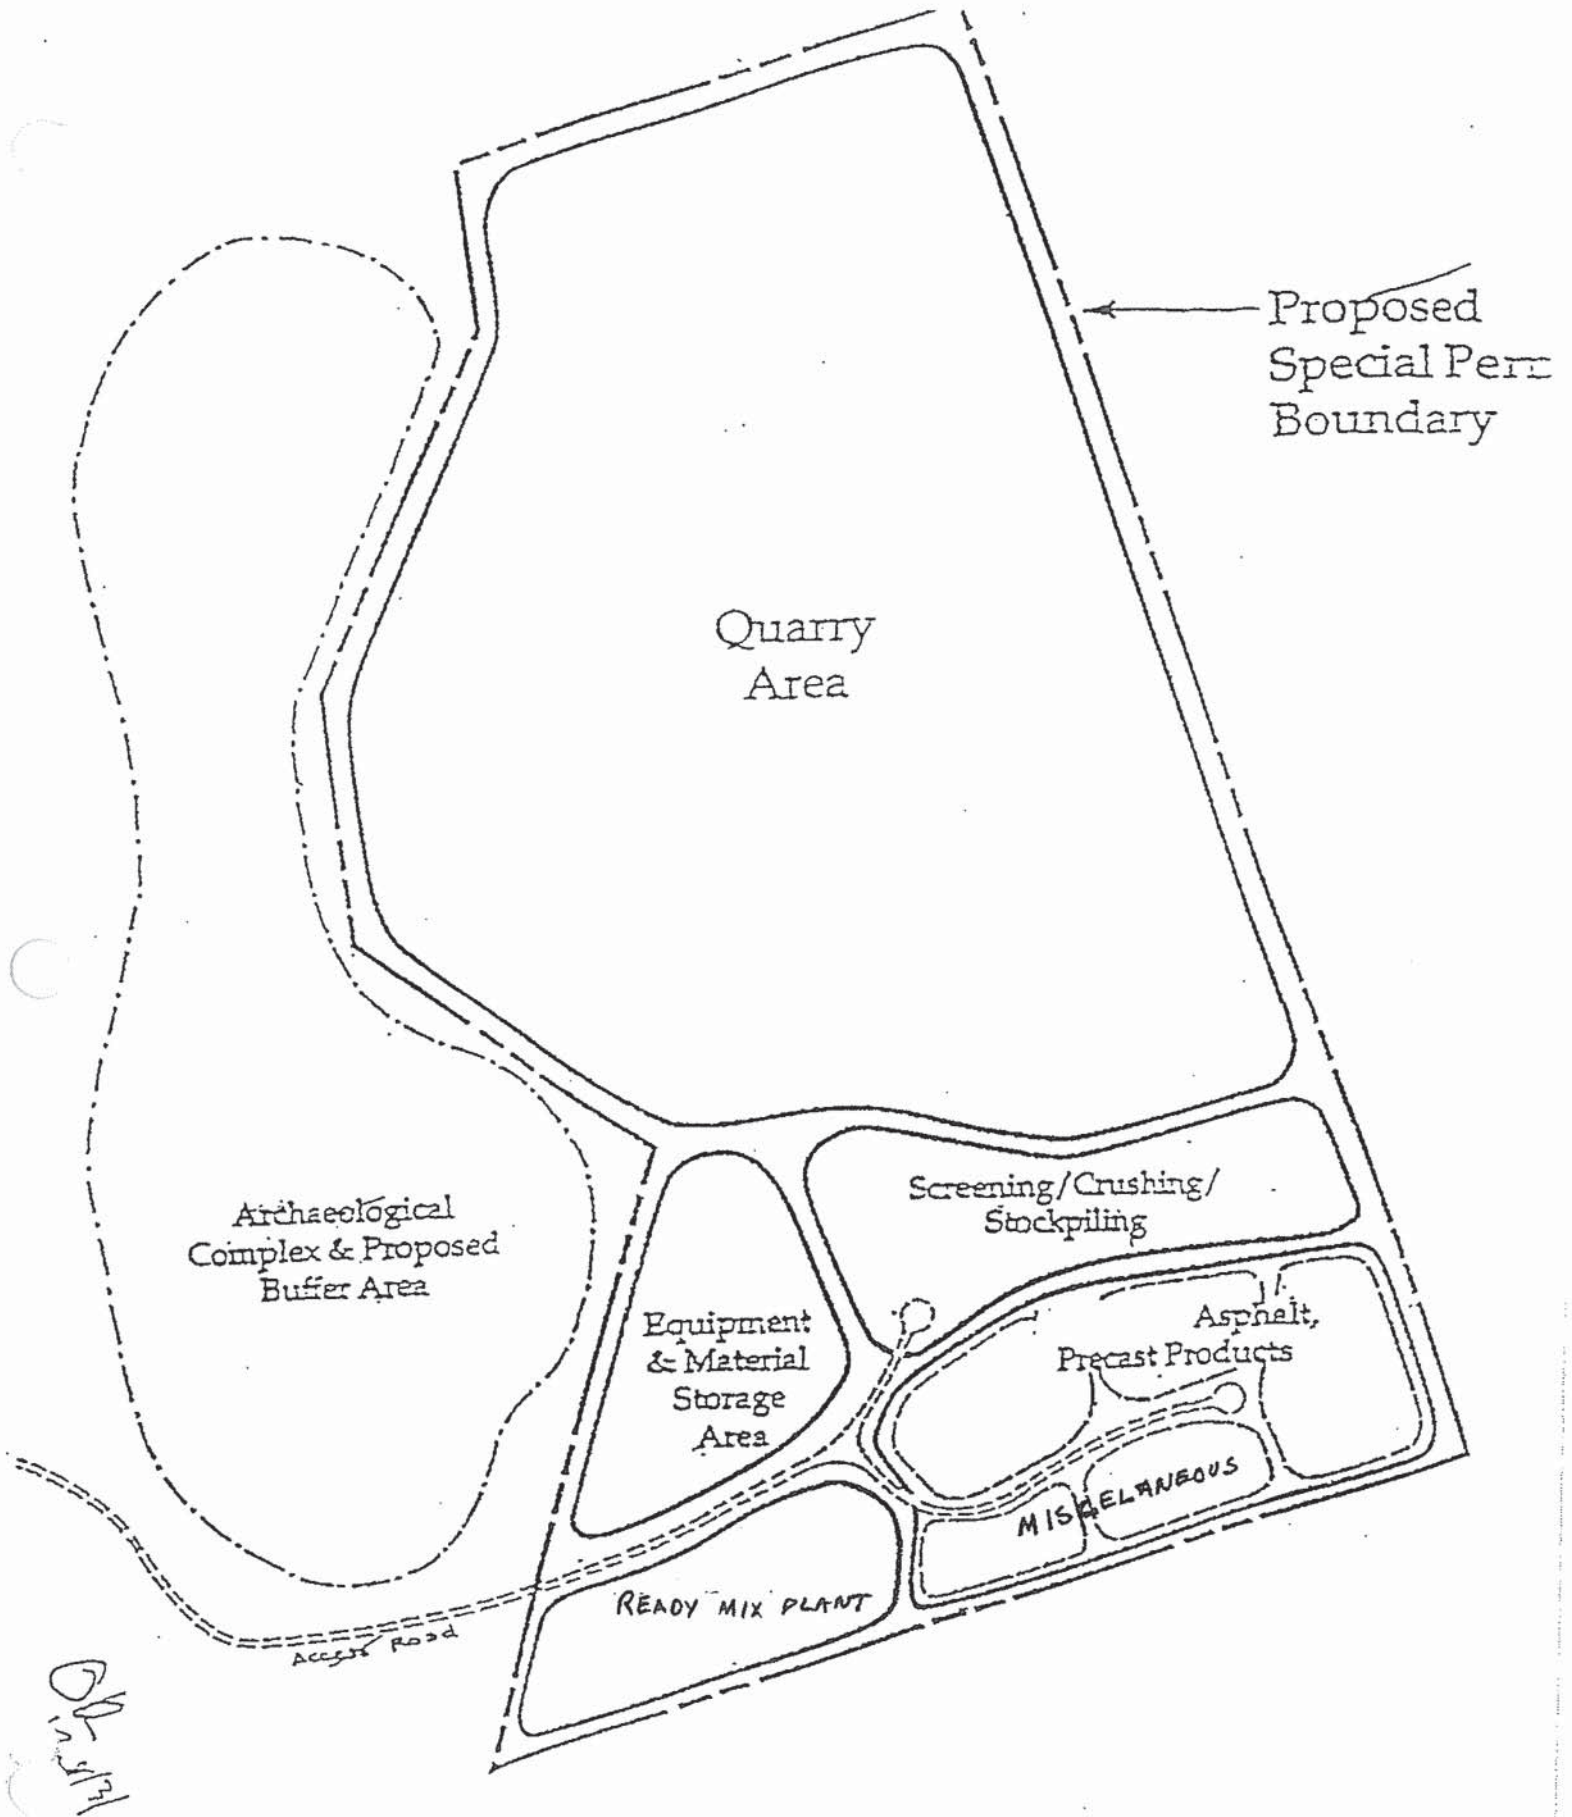 Proposed
Special Per
Boundary
Quarry
Area
Screening/Crushing/
Stockpiling
Archaeological
Complex & Proposed
Buffer Area
Equipment
& Material
Storage
Area
Asphalt,
Precast Products
MISCELANEOUS
READY MIX PLANT
Access Road